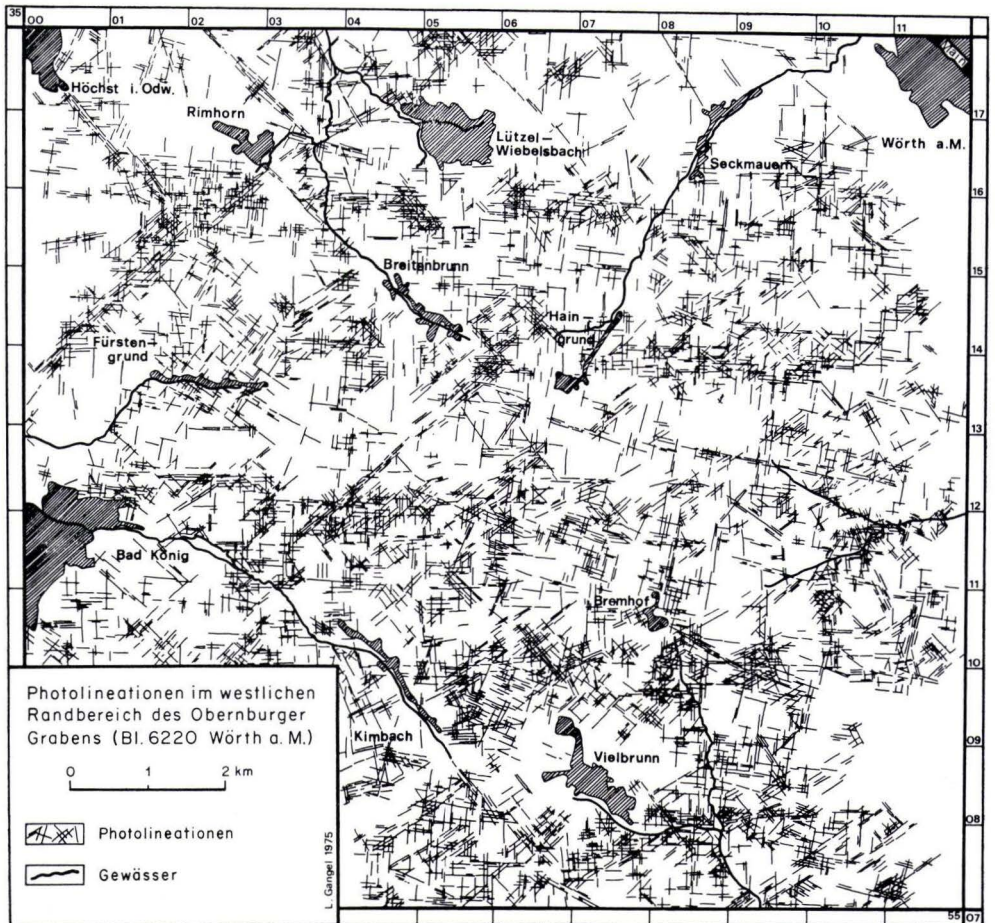 35
00 01 02 03 04 05 06 07 08 09 10 11
Höchst i. Odw.
Rimhorn
Lützel-
Wiebelsbach
Seckmauern
Wörth a.M.
17
16
Breitenbrunn
15
Hain-
grund
Fürsten-
grund
14
13
12
Bad König
11
Bremhof
10
Kimbach
Vielbrunn
09
08
55 07
Photolineationen im westlichen
Randbereich des Obernburger
Grabens (Bl. 6220 Wörth a. M.)
0 1 2 km
Photolineationen
Gewässer
L. Gangel 1975